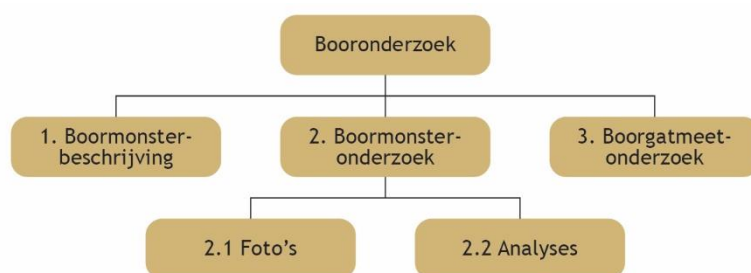 Booronderzoek
1. Boormonster-
beschrijving
2. Boormonster-
onderzoek
3. Boorgatmeet-
onderzoek
2.1 Foto’s
2.2 Analyses